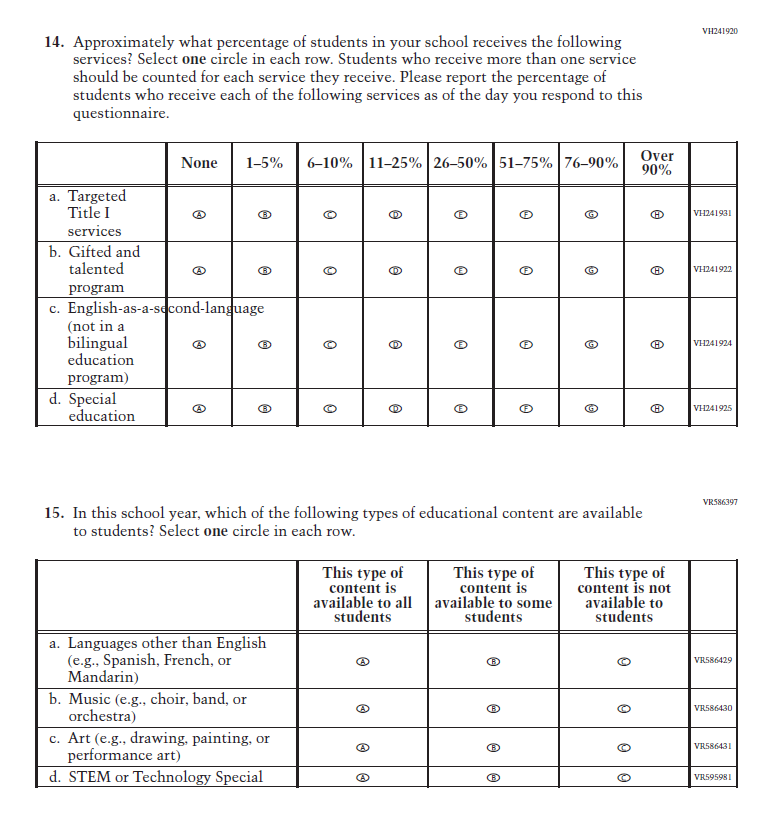 VH241920
14. Approximately what percentage of students in your school receives the following
services? Select one circle in each row. Students who receive more than one service
should be counted for each service they receive. Please report the percentage of
students who receive each of the following services as of the day you respond to this
questionnaire.
None 1–5% 6–10% 11–25% 26–50% 51–75% 76–90% Over
90%
a. Targeted
Title I
services
A B C D E F G H VH241931
b. Gifted and
talented
program
A B C D E F G H VH241922
c. English-as-a-second-language
(not in a
bilingual
education
program)
A B C D E F G H VH241924
d. Special
education
A B C D E F G H VH241925
VR586397
15. In this school year, which of the following types of educational content are available
to students? Select one circle in each row.
This type of
content is
available to all
students
This type of
content is
available to some
students
This type of
content is not
available to
students
a. Languages other than English
(e.g., Spanish, French, or
Mandarin)
A B C VR586429
b. Music (e.g., choir, band, or
orchestra)
A B C VR586430
c. Art (e.g., drawing, painting, or
performance art)
A B C VR586431
d. STEM or Technology Special A B C VR595981